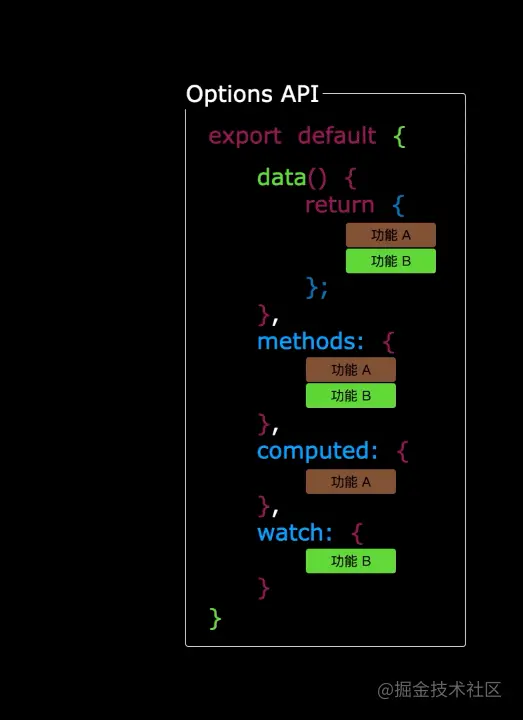 Options API
export default {
data() {
return {
功能 A
功能 B
};
},
methods: {
功能 A
功能 B
},
computed: {
功能 A
},
watch: {
功能 B
}
}
@掘金技术社区